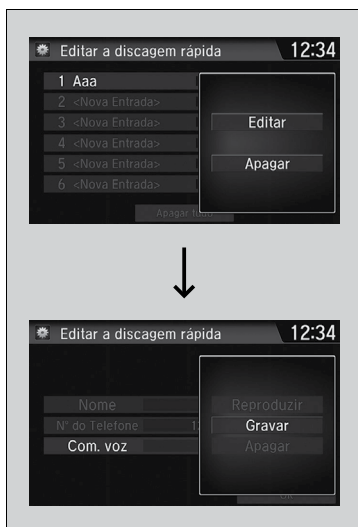 Editar a discagem rápida 12:34
1 Aaa
2 <Nova Entrada>
3 <Nova Entrada>
4 <Nova Entrada>
5 <Nova Entrada>
6 <Nova Entrada>
Editar
Apagar
Apagar tudo
Editar a discagem rápida 12:34
Nome
N° do Telefone
Com. voz
Reproduzir
Gravar
Apagar